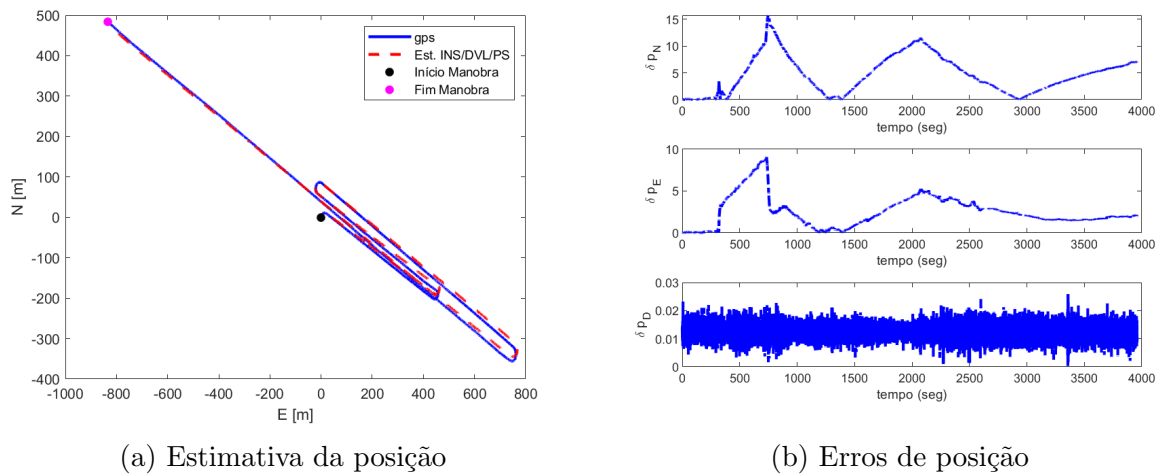 500
400
300
200
100
0
-100
-200
-300
-400
N [m]
-1000 -800 -600 -400 -200 0 200 400 600 800
E [m]
gps
Est. INS/DVL/PS
Início Manobra
Fim Manobra
(a) Estimativa da posição
15
10
5
0
δ p_N
0 500 1000 1500 2000 2500 3000 3500 4000
tempo (seg)
10
5
0
δ p_E
0 500 1000 1500 2000 2500 3000 3500 4000
tempo (seg)
0.03
0.02
0.01
0
δ p_D
0 500 1000 1500 2000 2500 3000 3500 4000
tempo (seg)
(b) Erros de posição